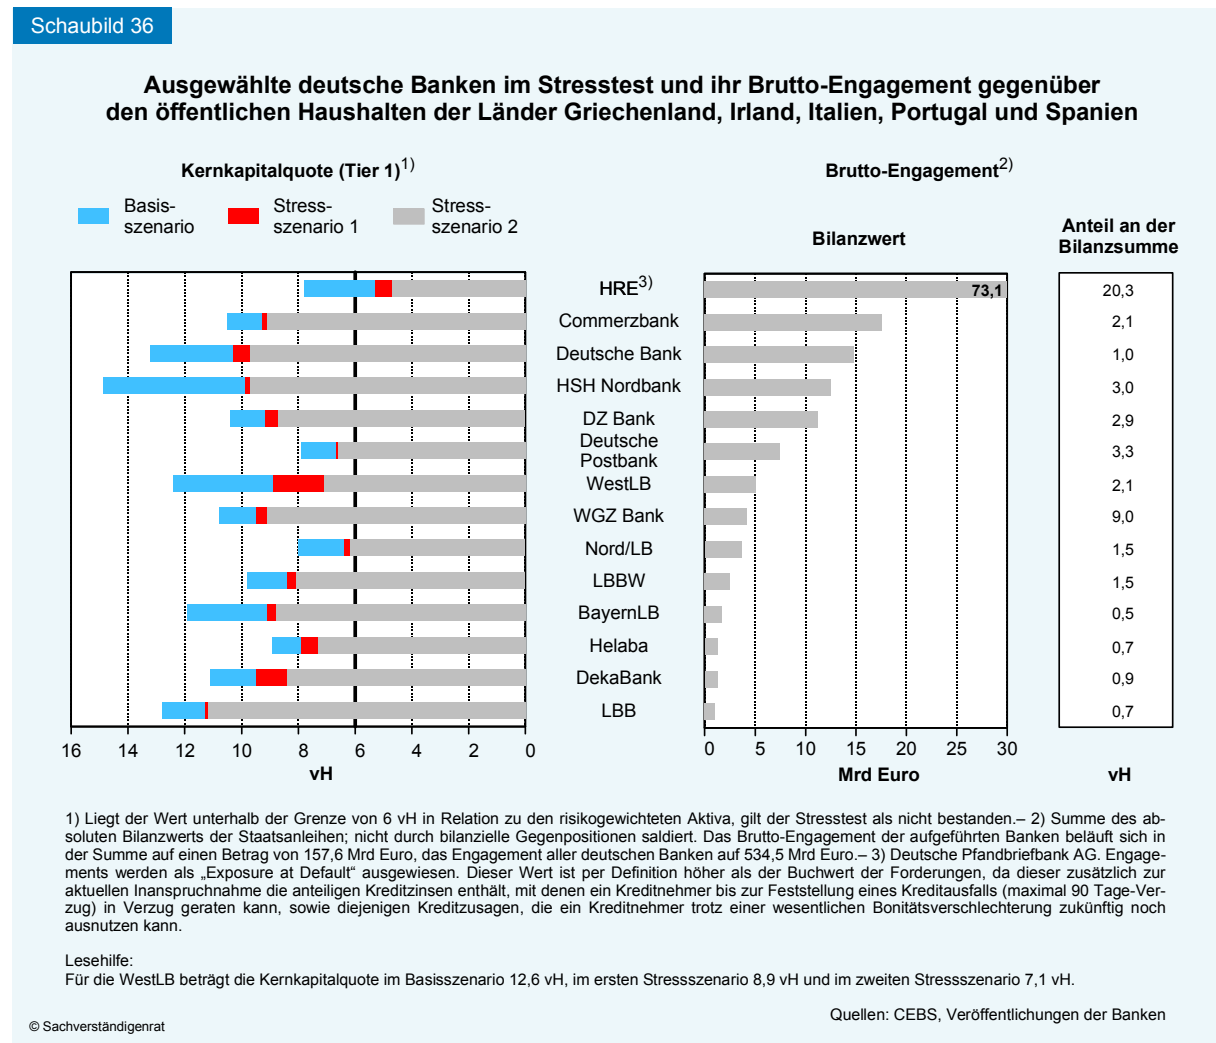 Schaubild 36
Ausgewählte deutsche Banken im Stresstest und ihr Brutto-Engagement gegenüber
den öffentlichen Haushalten der Länder Griechenland, Irland, Italien, Portugal und Spanien
Kernkapitalquote (Tier 1)1)
Brutto-Engagement2)
Basis-
szenario
Stress-
szenario 1
Stress-
szenario 2
Bilanzwert
Anteil an der
Bilanzsumme
HRE3) 73,1 20,3
Commerzbank 2,1
Deutsche Bank 1,0
HSH Nordbank 3,0
DZ Bank 2,9
Deutsche
Postbank 3,3
WestLB 2,1
WGZ Bank 9,0
Nord/LB 1,5
LBBW 1,5
BayernLB 0,5
Helaba 0,7
DekaBank 0,9
LBB 0,7
16 14 12 10 8 6 4 2 0
0 5 10 15 20 25 30
vH
Mrd Euro
vH
1) Liegt der Wert unterhalb der Grenze von 6 vH in Relation zu den risikogewichteten Aktiva, gilt der Stresstest als nicht bestanden.– 2) Summe des ab-
soluten Bilanzwerts der Staatsanleihen; nicht durch bilanzielle Gegenpositionen saldiert. Das Brutto-Engagement der aufgeführten Banken beläuft sich in
der Summe auf einen Betrag von 157,6 Mrd Euro, das Engagement aller deutschen Banken auf 534,5 Mrd Euro.– 3) Deutsche Pfandbriefbank AG. Engage-
ments werden als „Exposure at Default“ ausgewiesen. Dieser Wert ist per Definition höher als der Buchwert der Forderungen, da dieser zusätzlich zur
aktuellen Inanspruchnahme die anteiligen Kreditzinsen enthält, mit denen ein Kreditnehmer bis zur Feststellung eines Kreditausfalls (maximal 90 Tage-Ver-
zug) in Verzug geraten kann, sowie diejenigen Kreditzusagen, die ein Kreditnehmer trotz einer wesentlichen Bonitätsverschlechterung zukünftig noch
ausnutzen kann.
Lesehilfe:
Für die WestLB beträgt die Kernkapitalquote im Basisszenario 12,6 vH, im ersten Stressszenario 8,9 vH und im zweiten Stressszenario 7,1 vH.
Quellen: CEBS, Veröffentlichungen der Banken
© Sachverständigenrat